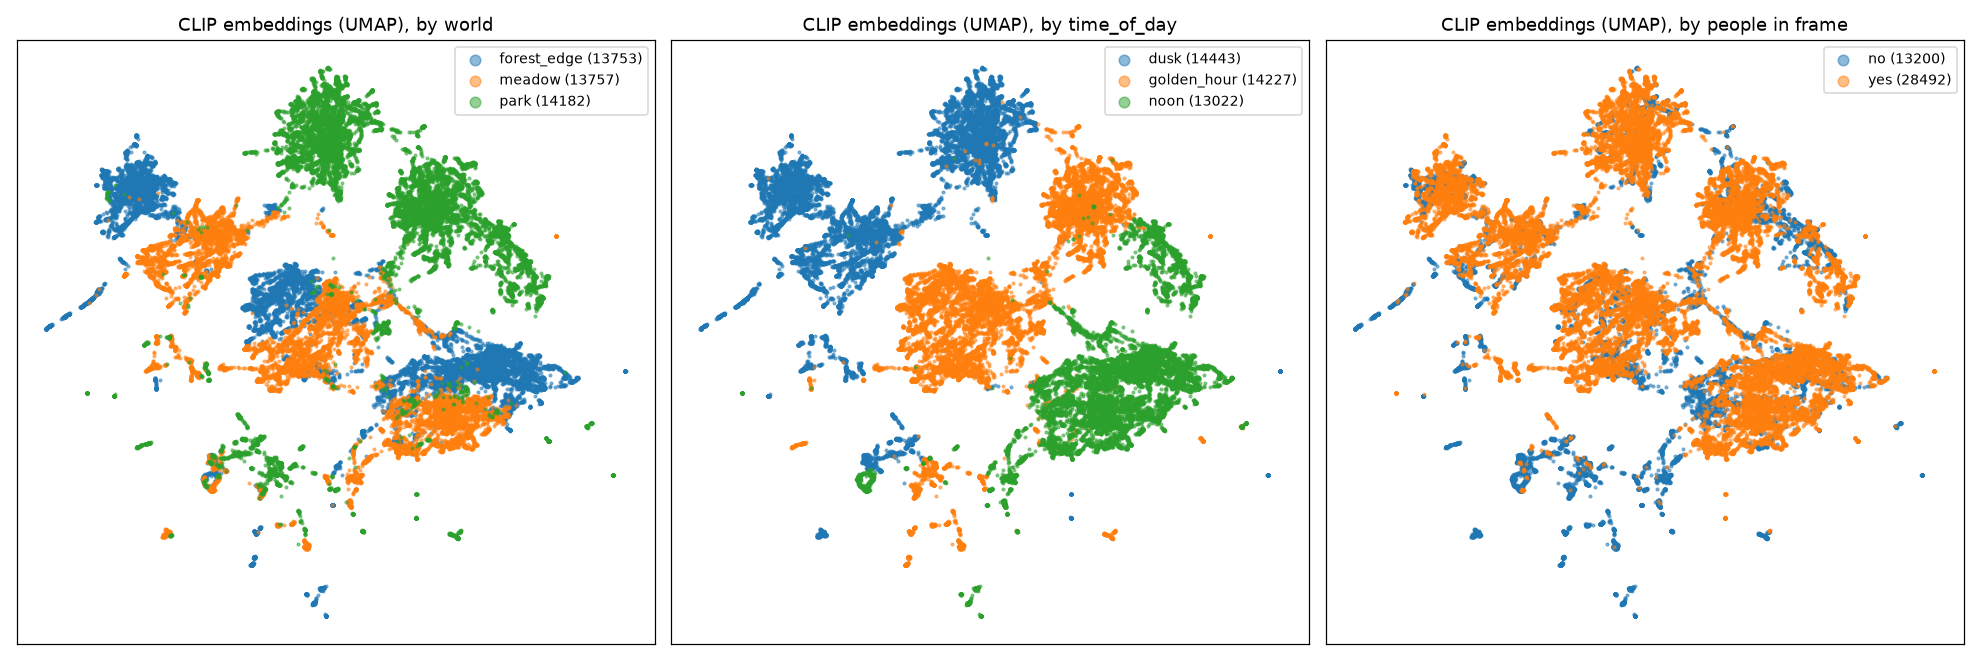 CLIP embeddings (UMAP), by world
forest_edge (13753)
meadow (13757)
park (14182)
CLIP embeddings (UMAP), by time_of_day
dusk (14443)
golden_hour (14227)
noon (13022)
CLIP embeddings (UMAP), by people in frame
no (13200)
yes (28492)